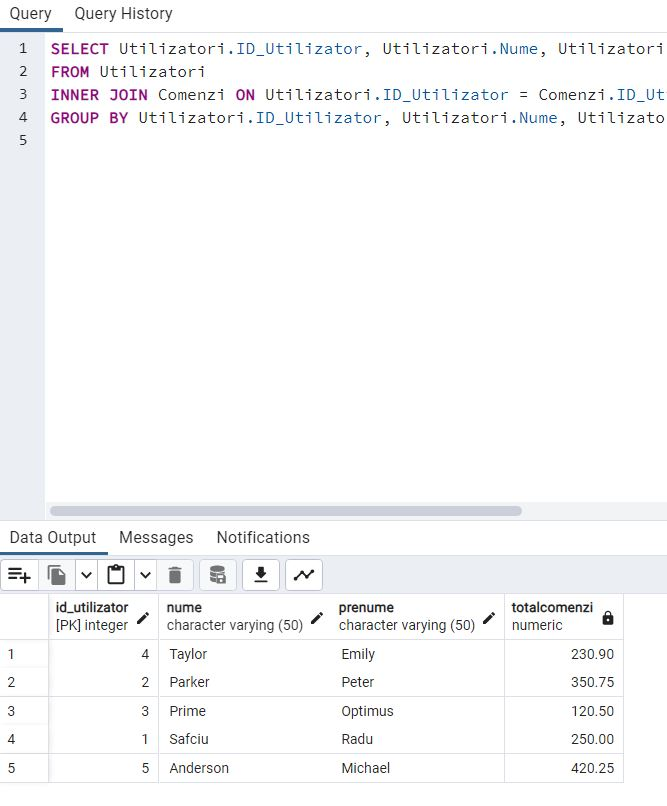 Query Query History
1 SELECT Utilizatori.ID_Utilizator, Utilizatori.Nume, Utilizatori
2 FROM Utilizatori
3 INNER JOIN Comenzi ON Utilizatori.ID_Utilizator = Comenzi.ID_Ut
4 GROUP BY Utilizatori.ID_Utilizator, Utilizatori.Nume, Utilizato
5
Data Output Messages Notifications
id_utilizator nume prenume totalcomenzi
[PK] integer character varying (50) character varying (50) numeric
1 4 Taylor Emily 230.90
2 2 Parker Peter 350.75
3 3 Prime Optimus 120.50
4 1 Safciu Radu 250.00
5 5 Anderson Michael 420.25